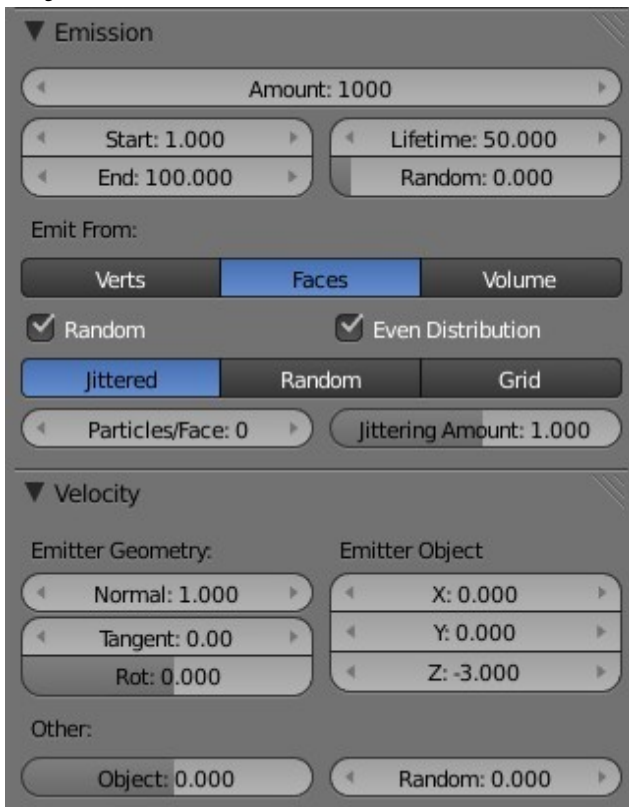 Emission
Amount: 1000
Start: 1.000 Lifetime: 50.000
End: 100.000 Random: 0.000
Emit From:
Verts Faces Volume
Random Even Distribution
Jittered Random Grid
Particles/Face: 0 Jittering Amount: 1.000
Velocity
Emitter Geometry: Emitter Object
Normal: 1.000 X: 0.000
Tangent: 0.00 Y: 0.000
Rot: 0.000 Z: -3.000
Other:
Object: 0.000 Random: 0.000